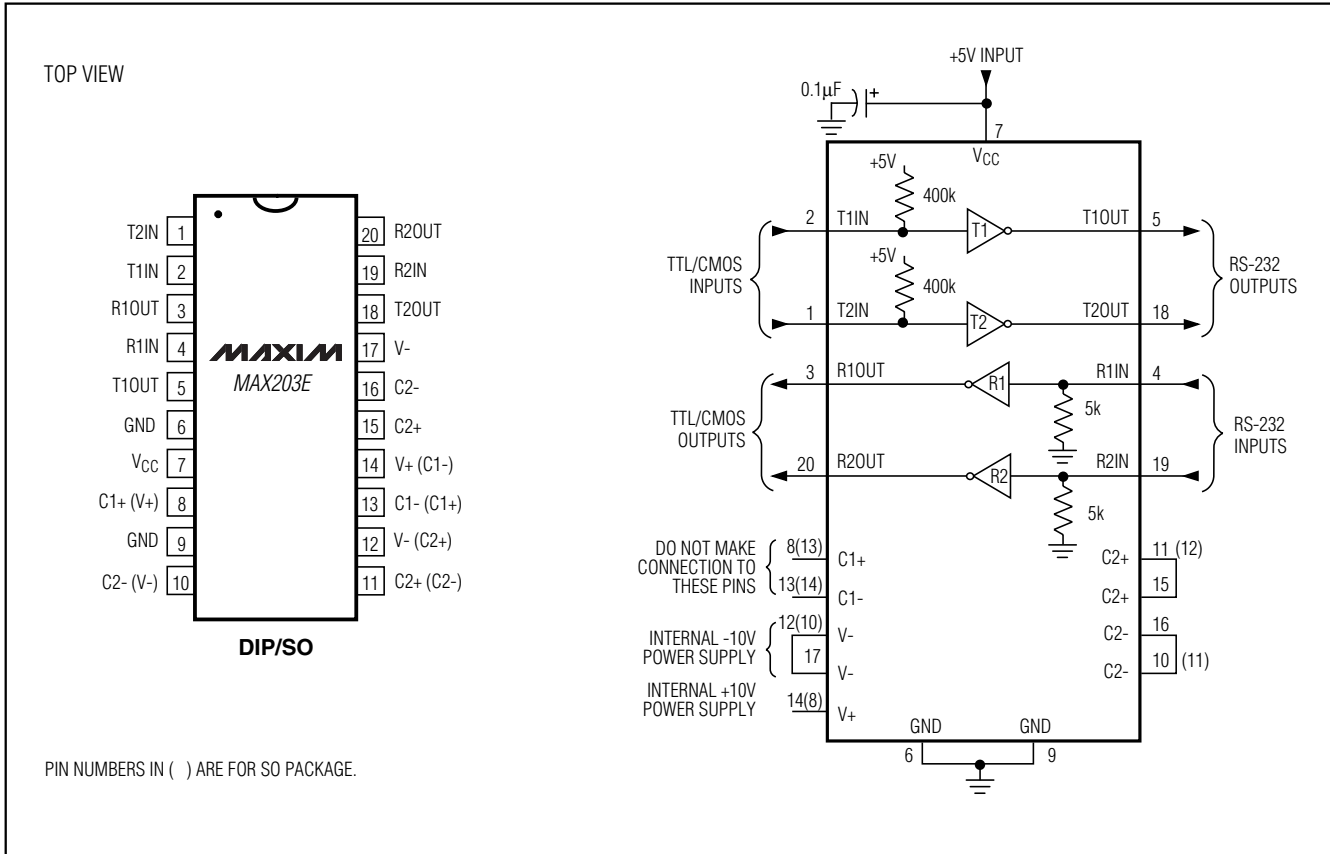 TOP VIEW
T2IN 1
T1IN 2
R1OUT 3
R1IN 4
T1OUT 5
GND 6
VCC 7
C1+ (V+) 8
GND 9
C2- (V-) 10
20 R2OUT
19 R2IN
18 T2OUT
17 V-
16 C2-
15 C2+
14 V+ (C1-)
13 C1- (C1+)
12 V- (C2+)
11 C2+ (C2-)
MAXIM
MAX203E
DIP/SO
PIN NUMBERS IN ( ) ARE FOR SO PACKAGE.
+5V INPUT
0.1μF
+
7
VCC
+5V
400k
2 T1IN T1 T1OUT 5
TTL/CMOS
INPUTS
+5V
400k
RS-232
OUTPUTS
1 T2IN T2 T2OUT 18
3 R1OUT R1 R1IN 4
5k
TTL/CMOS
OUTPUTS
RS-232
INPUTS
20 R2OUT R2 R2IN 19
5k
DO NOT MAKE
CONNECTION TO
THESE PINS
8(13) C1+
13(14) C1-
INTERNAL -10V
POWER SUPPLY
12(10) V-
17 V-
INTERNAL +10V
POWER SUPPLY
14(8) V+
C2+ 11 (12)
C2+ 15
C2- 16
C2- 10 (11)
GND GND
6 9